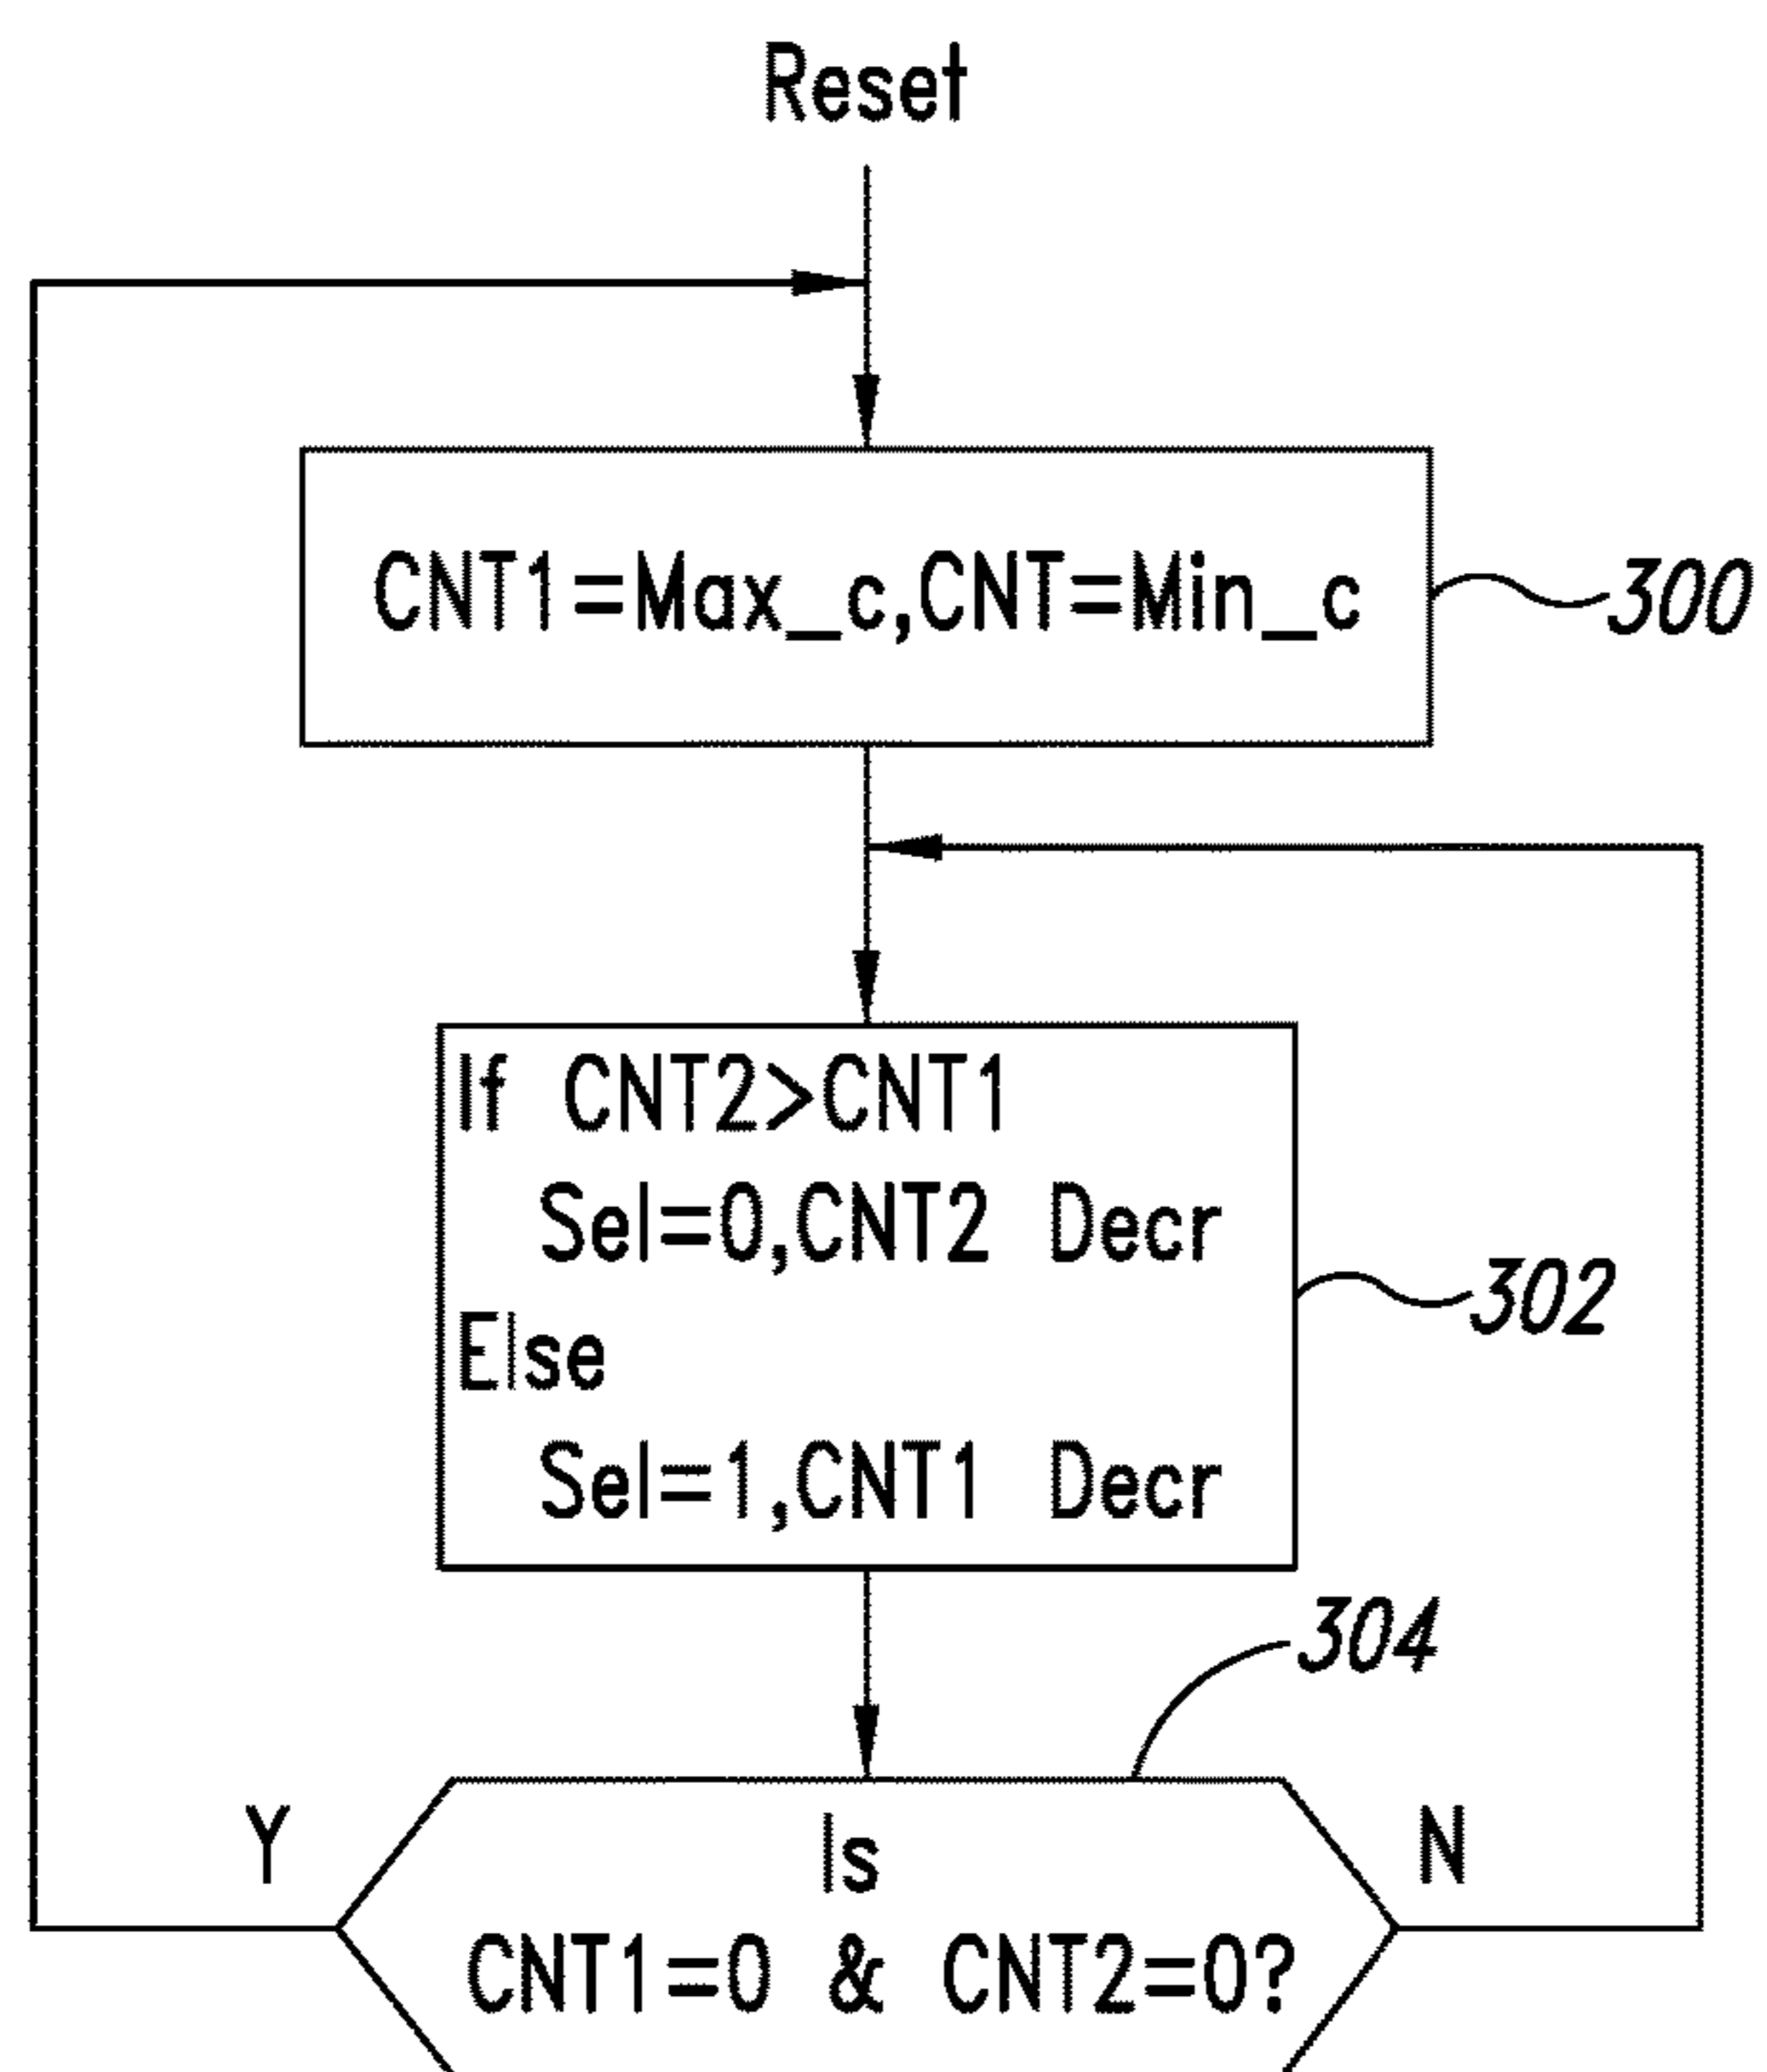 Reset
CNT1=Max_c,CNT=Min_c
300
If CNT2>CNT1
Sel=0,CNT2 Decr
Else
Sel=1,CNT1 Decr
302
304
Y
N
Is
CNT1=0 & CNT2=0?